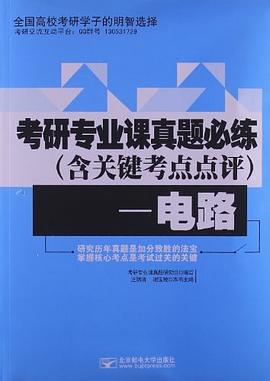 全国高校考研学子的明智选择
考研交流互动平台：QQ群号 130531729
考研专业课真题必练
（含关键考点点评）
—电路
研究历年真题是加分致胜的法宝
掌握核心考点是考试过关的关键
考研专业课真题研究组 编写
本书主编
北京邮电大学出版社
www.buptpress.com